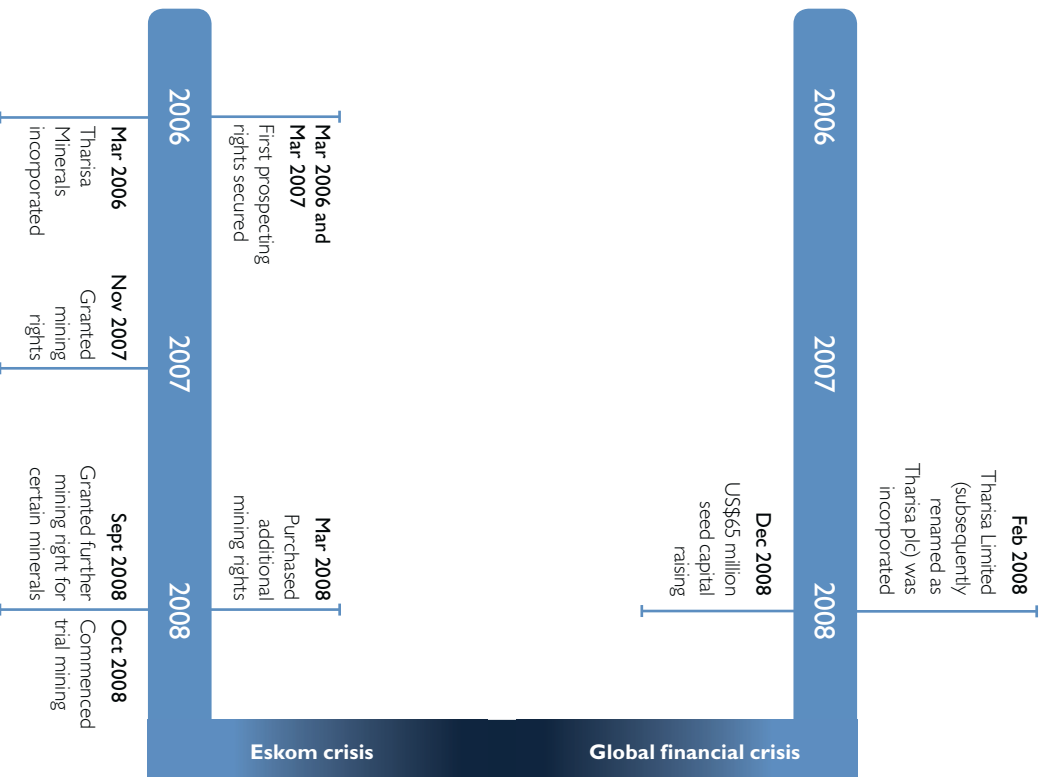 2006
2007
2008
Feb 2008
Tharisa Limited
(subsequently
renamed as
Tharisa plc) was
incorporated
Dec 2008
US$65 million
seed capital
raising
2006
2007
2008
Mar 2006 and
Mar 2007
First prospecting
rights secured
Mar 2008
Purchased
additional
mining rights
Mar 2006
Tharisa
Minerals
incorporated
Nov 2007
Granted
mining
rights
Sept 2008
Granted further
mining right for
certain minerals
Oct 2008
Commenced
trial mining
Eskom crisis
Global financial crisis